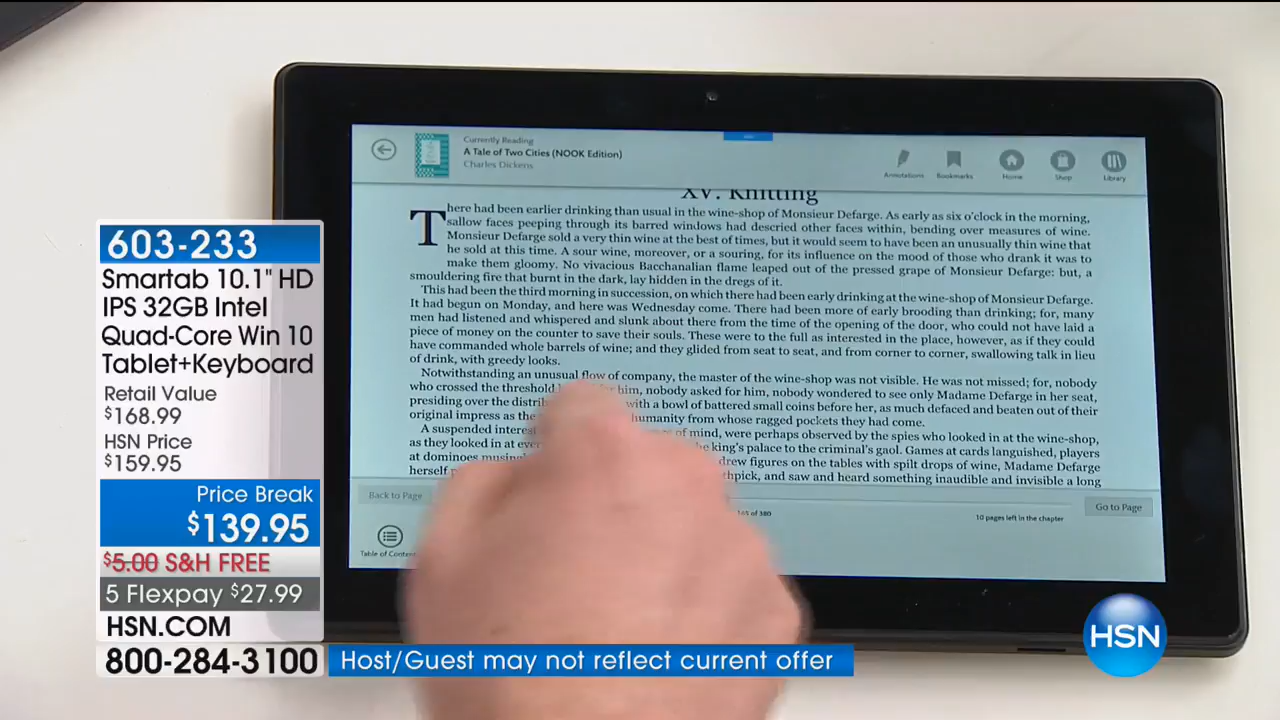 Currently Reading
A Tale of Two Cities (NOOK Edition)
Charles Dickens
Annotations
Bookmarks
Home
Shop
Library
XV. Knitting
There had been earlier drinking than usual in the wine-shop of Monsieur Defarge. As early as six o'clock in the morning,
sallow faces peeping through its barred windows had descried other faces within, bending over measures of wine.
Monsieur Defarge sold a very thin wine at the best of times, but it would seem to have been an unusually thin wine that
he sold at this time. A sour wine, moreover, or a souring, for its influence on the mood of those who drank it was to
make them gloomy. No vivacious Bacchanalian flame leaped out of the pressed grape of Monsieur Defarge: but, a
smouldering fire that burnt in the dark, lay hidden in the dregs of it.
This had been the third morning in succession, on which there had been early drinking at the wine-shop of Monsieur Defarge.
It had begun on Monday, and here was Wednesday come. There had been more of early brooding than drinking; for, many
men had listened and whispered and slunk about there from the time of the opening of the door, who could not have laid a
piece of money on the counter to save their souls. These were to the full as interested in the place, however, as if they could
have commanded whole barrels of wine; and they glided from seat to seat, and from corner to corner, swallowing talk in lieu
of drink, with greedy looks.
Notwithstanding an unusual flow of company, the master of the wine-shop was not visible. He was not missed; for, nobody
who crossed the threshold him, nobody asked for him, nobody wondered to see only Madame Defarge in her seat,
presiding over the with a bowl of battered small coins before her, as much defaced and beaten out of their
original impress as the humanity from whose ragged pockets they had come.
A suspended interest of mind, were perhaps observed by the spies who looked in at the wine-shop,
as they looked in at the king's palace to the criminal's gaol. Games at cards languished, players
at dominoes drew figures on the tables with spilt drops of wine, Madame Defarge
herself and saw and heard something inaudible and invisible a long
Back to Page
of 380
10 pages left in the chapter
Go to Page
Table of
603-233
Smartab 10.1" HD
IPS 32GB Intel
Quad-Core Win 10
Tablet+Keyboard
Retail Value
$168.99
HSN Price
$159.95
Price Break
$139.95
$5.00 S&H FREE
5 Flexpay $27.99
HSN.COM
800-284-3100
Host/Guest may not reflect current offer
HSN